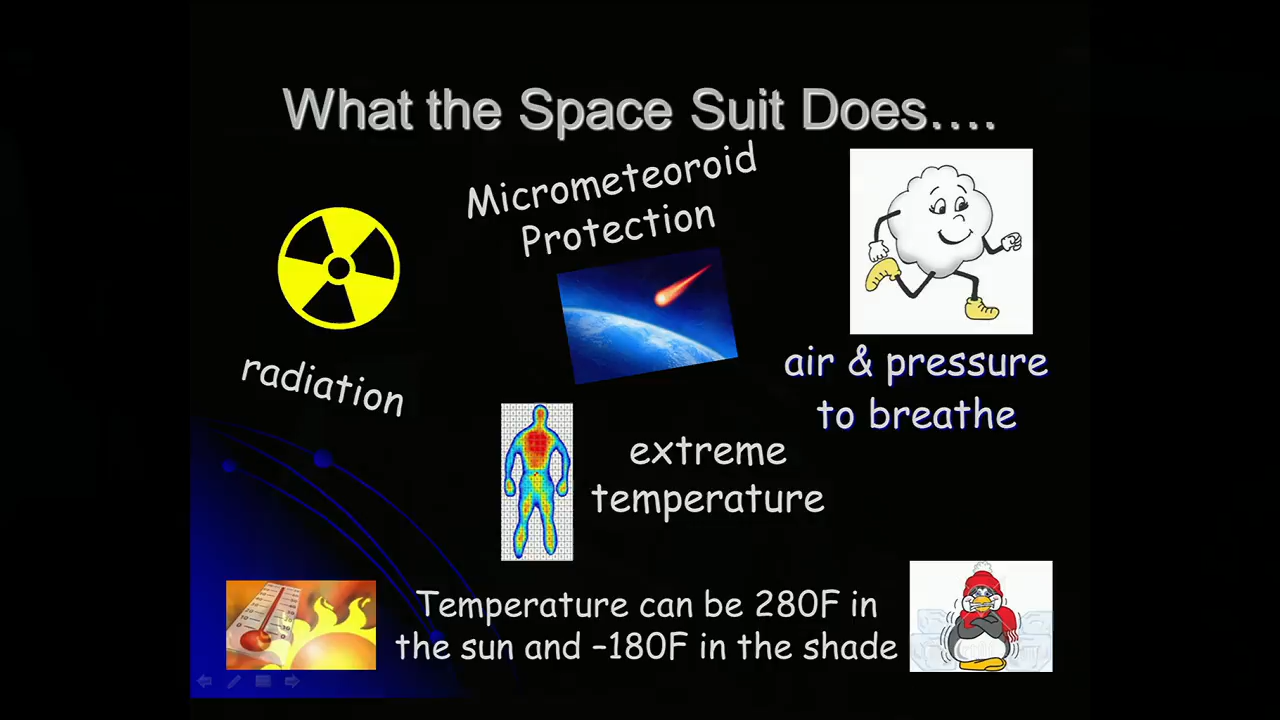 What the Space Suit Does….
Micrometeoroid
Protection
radiation
air & pressure
to breathe
extreme
temperature
Temperature can be 280F in
the sun and –180F in the shade